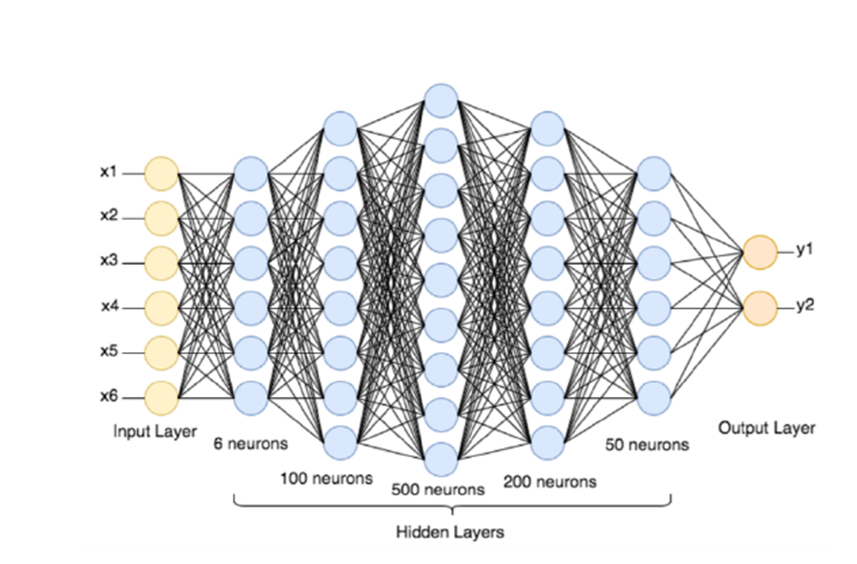 x1
x2
x3
x4
x5
x6
y1
y2
Input Layer
6 neurons
100 neurons
500 neurons
200 neurons
50 neurons
Output Layer
Hidden Layers